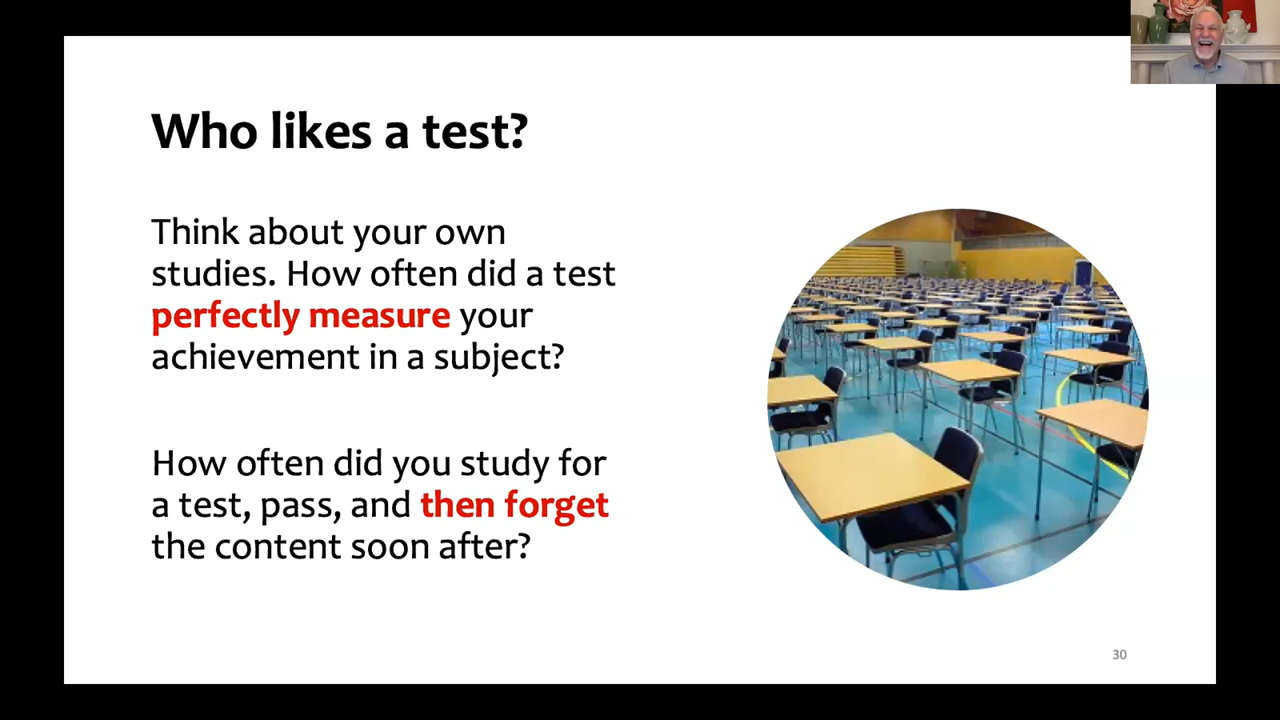 Who likes a test?
Think about your own
studies. How often did a test
perfectly measure your
achievement in a subject?
How often did you study for
a test, pass, and then forget
the content soon after?
30